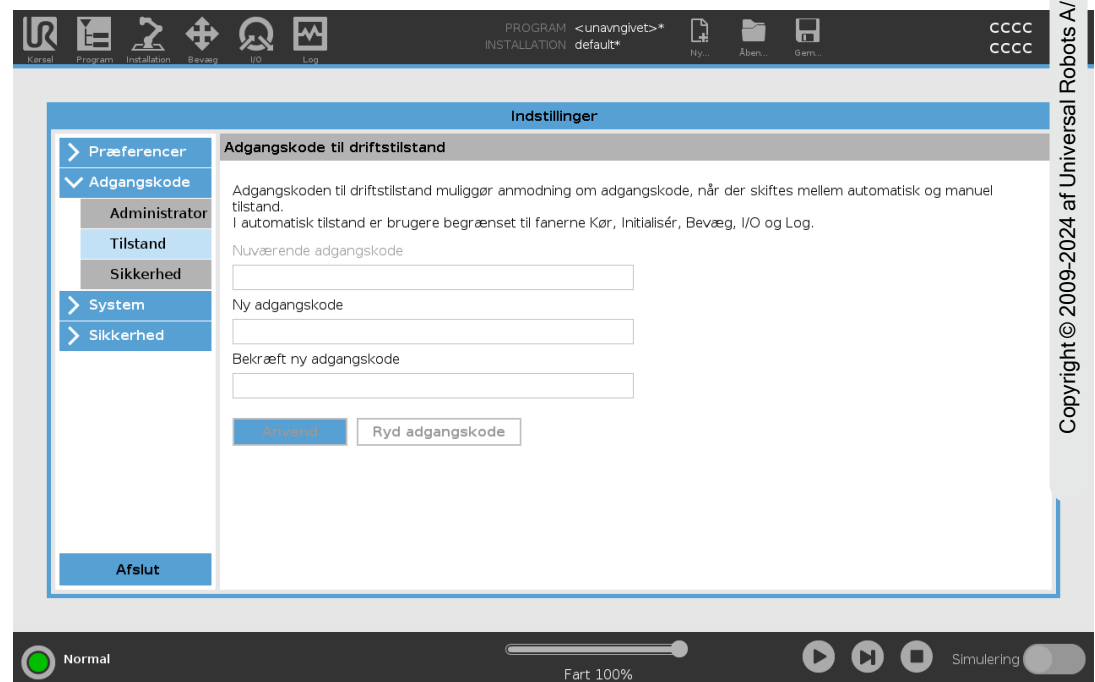 UR
PROGRAM <unavngivet>*
INSTALLATION default*
CCCC
CCCC
Kørsel Program Installation Bevæg I/O Log Ny... Åben... Gem...
Indstillinger
Præferencer
Adgangskode
Administrator
Tilstand
Sikkerhed
System
Sikkerhed
Afslut
Adgangskode til driftstilstand
Adgangskoden til driftstilstand muliggør anmodning om adgangskode, når der skiftes mellem automatisk og manuel
tilstand.
I automatisk tilstand er brugere begrænset til fanerne Kør, Initialisér, Bevæg, I/O og Log.
Nuværende adgangskode
Ny adgangskode
Bekræft ny adgangskode
Anvend Ryd adgangskode
Normal
Fart 100%
Simulering
Copyright © 2009-2024 af Universal Robots A/